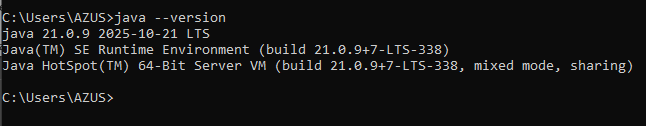 C:\Users\AZUS>java --version
java 21.0.9 2025-10-21 LTS
Java(TM) SE Runtime Environment (build 21.0.9+7-LTS-338)
Java HotSpot(TM) 64-Bit Server VM (build 21.0.9+7-LTS-338, mixed mode, sharing)
C:\Users\AZUS>